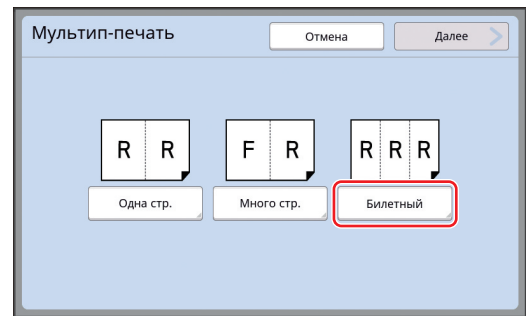 Мультип-печать
Отмена
Далее
R R
F R
R R R
Одна стр.
Много стр.
Билетный